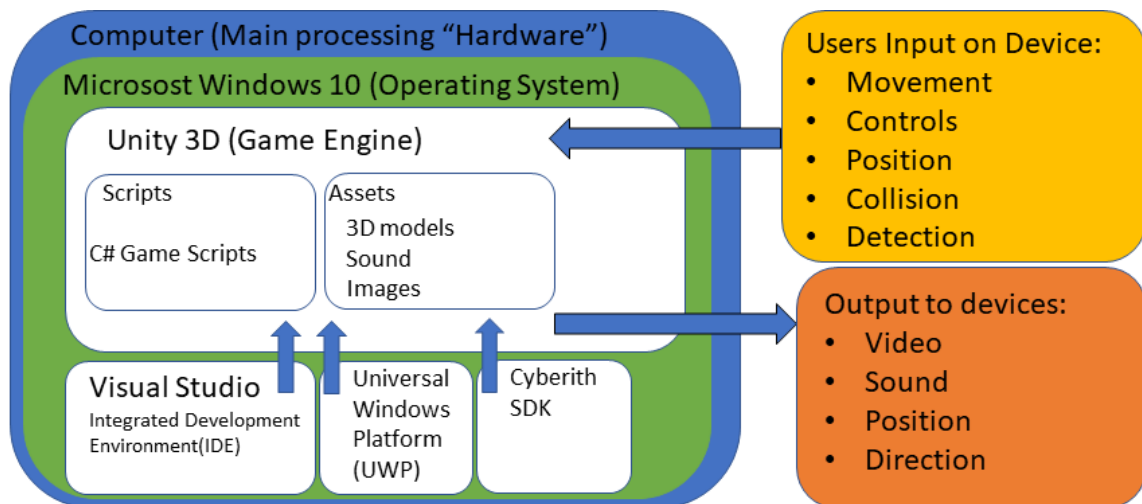 Computer (Main processing “Hardware”)
Microsost Windows 10 (Operating System)
Unity 3D (Game Engine)
Scripts
C# Game Scripts
Assets
3D models
Sound
Images
Visual Studio
Integrated Development
Environment(IDE)
Universal
Windows
Platform
(UWP)
Cyberith
SDK
Users Input on Device:
• Movement
• Controls
• Position
• Collision
• Detection
Output to devices:
• Video
• Sound
• Position
• Direction